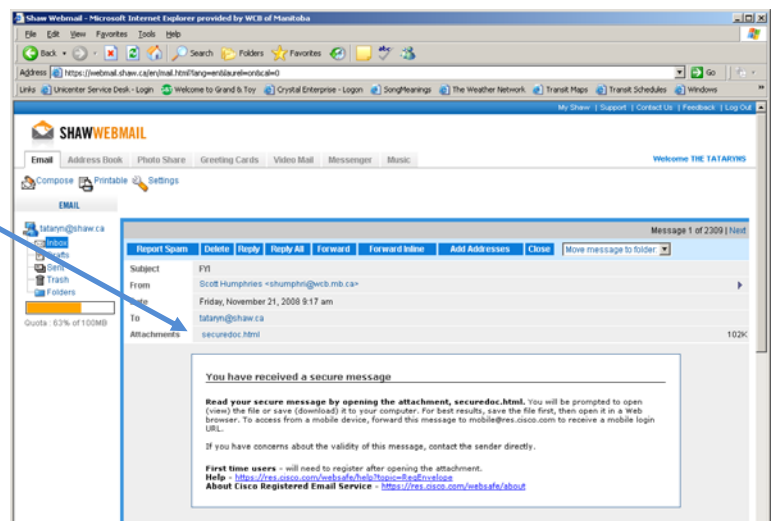 Shaw Webmail - Microsoft Internet Explorer provided by WCB of Manitoba
File Edit View Favorites Tools Help
Back Search Folders Favorites
Address https://webmail.shaw.ca/en/mail.html?lang=en&laurel=on&cal=0 Go
Links Unicenter Service Desk - Login Welcome to Grand & Toy Crystal Enterprise - Logon SongMeanings The Weather Network Transit Maps Transit Schedules Windows »
My Shaw | Support | Contact Us | Feedback | Log Out
SHAWWEBMAIL
Email Address Book Photo Share Greeting Cards Video Mail Messenger Music Welcome THE TATARYNS
Compose Printable Settings
EMAIL
tataryn@shaw.ca
Inbox
Drafts
Sent
Trash
Folders
Quota : 63% of 100MB
Message 1 of 2309 | Next
Report Spam Delete Reply Reply All Forward Forward Inline Add Addresses Close Move message to folder:
Subject FYI
From Scott Humphries <shumphri@wcb.mb.ca>
Date Friday, November 21, 2008 9:17 am
To tataryn@shaw.ca
Attachments securedoc.html 102K
You have received a secure message
Read your secure message by opening the attachment, securedoc.html. You will be prompted to open
(view) the file or save (download) it to your computer. For best results, save the file first, then open it in a Web
browser. To access from a mobile device, forward this message to mobile@res.cisco.com to receive a mobile login
URL.
If you have concerns about the validity of this message, contact the sender directly.
First time users - will need to register after opening the attachment.
Help - https://res.cisco.com/websafe/help?topic=RegEnvelope
About Cisco Registered Email Service - https://res.cisco.com/websafe/about